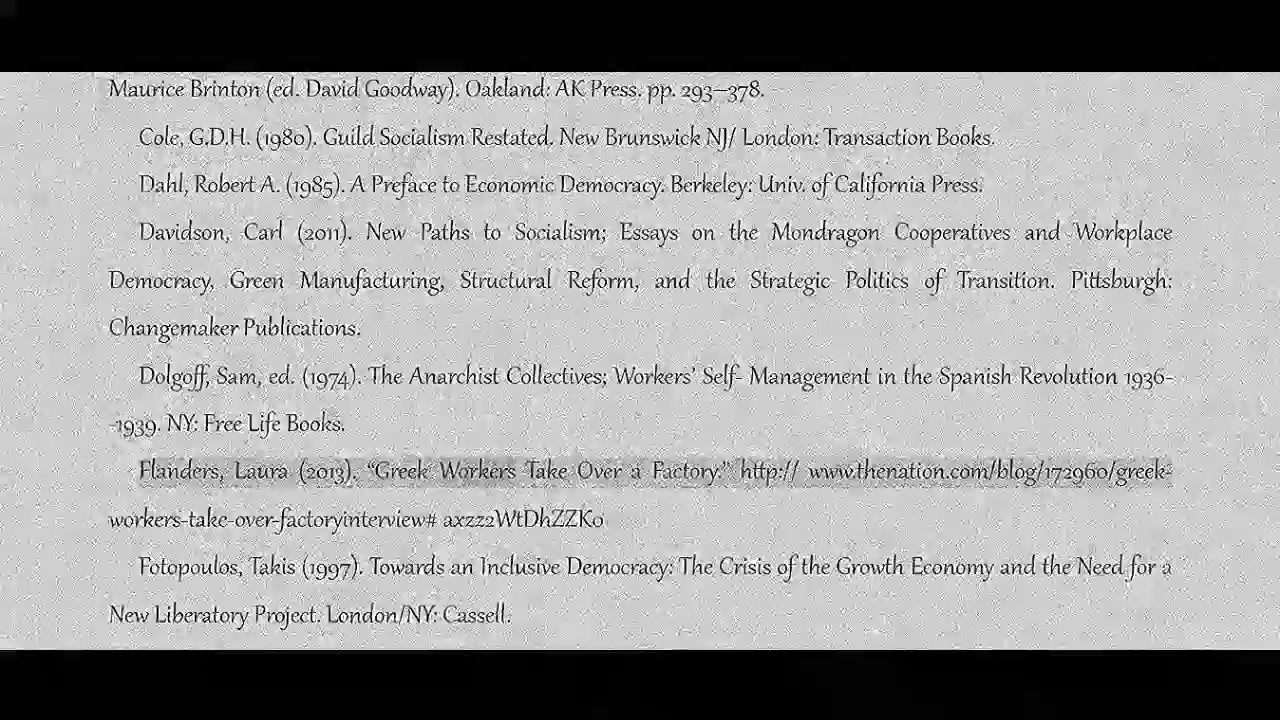 Maurice Brinton (ed. David Goodway). Oakland: AK Press. pp. 293–378.
Cole, G.D.H. (1980). Guild Socialism Restated. New Brunswick NJ/ London: Transaction Books.
Dahl, Robert A. (1985). A Preface to Economic Democracy. Berkeley: Univ. of California Press.
Davidson, Carl (2011). New Paths to Socialism; Essays on the Mondragon Cooperatives and Workplace
Democracy, Green Manufacturing, Structural Reform, and the Strategic Politics of Transition. Pittsburgh:
Changemaker Publications.
Dolgoff, Sam, ed. (1974). The Anarchist Collectives; Workers’ Self- Management in the Spanish Revolution 1936-
-1939. NY: Free Life Books.
Flanders, Laura (2013). “Greek Workers Take Over a Factory.” http:// www.thenation.com/blog/172960/greek-
workers-take-over-factoryinterview# axzz2WtDhZZKo
Fotopoulos, Takis (1997). Towards an Inclusive Democracy: The Crisis of the Growth Economy and the Need for a
New Liberatory Project. London/NY: Cassell.